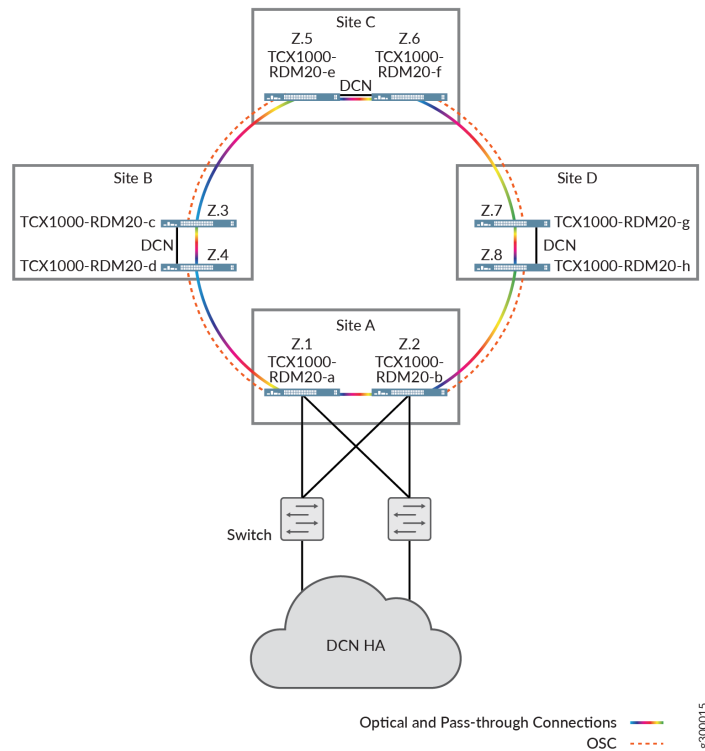 Site C
Z.5
TCX1000-
RDM20-e
Z.6
TCX1000-
RDM20-f
DCN
Site B
Z.3
TCX1000-RDM20-c
DCN
Z.4
TCX1000-RDM20-d
Site D
Z.7
TCX1000-RDM20-g
DCN
Z.8
TCX1000-RDM20-h
Site A
Z.1
TCX1000-
RDM20-a
Z.2
TCX1000-
RDM20-b
Switch
DCN HA
Optical and Pass-through Connections
OSC
g300015